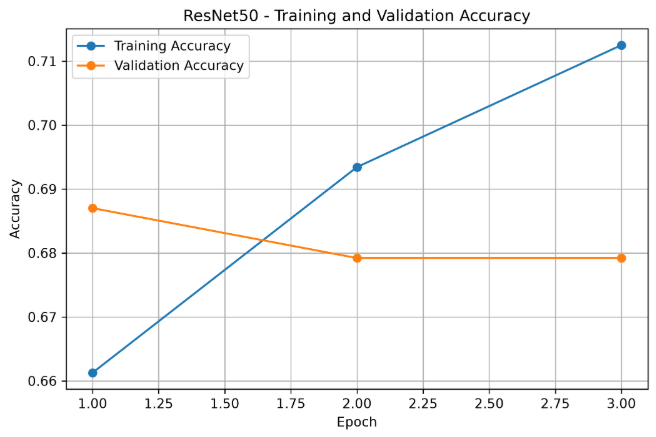 ResNet50 - Training and Validation Accuracy
Training Accuracy
Validation Accuracy
0.71
0.70
0.69
0.68
0.67
0.66
Accuracy
1.00 1.25 1.50 1.75 2.00 2.25 2.50 2.75 3.00
Epoch